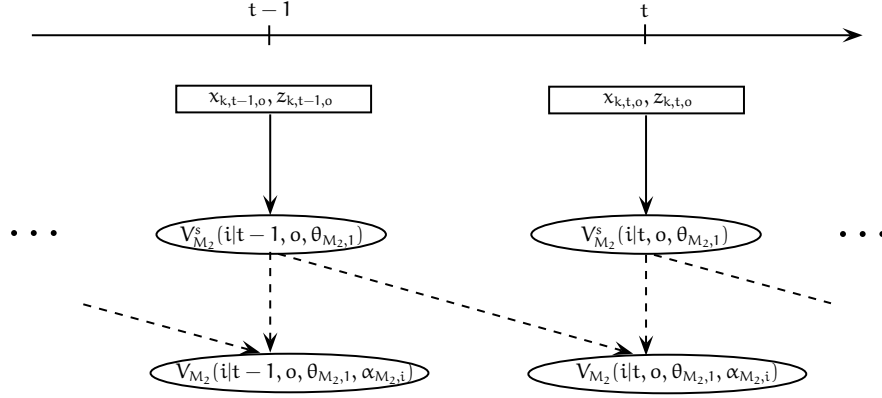 t − 1 t
x_{k,t−1,o}, z_{k,t−1,o} x_{k,t,o}, z_{k,t,o}
• • • V^s_{M_2}(i|t − 1, o, θ_{M_2,1}) V^s_{M_2}(i|t, o, θ_{M_2,1}) • • •
V_{M_2}(i|t − 1, o, θ_{M_2,1}, α_{M_2,i}) V_{M_2}(i|t, o, θ_{M_2,1}, α_{M_2,i})